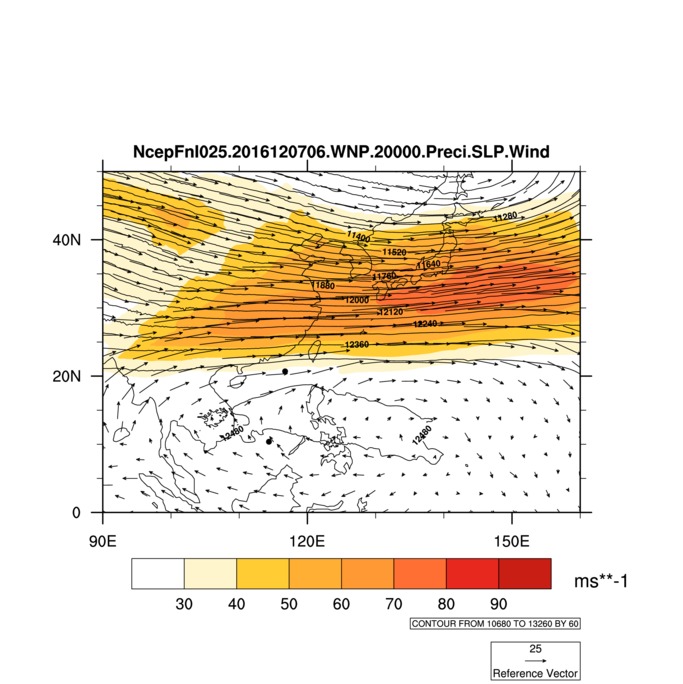 NcepFnl025.2016120706.WNP.20000.Preci.SLP.Wind
11280
11400
40N
11520
11640
11760
11880
12000
12120
12240
12360
20N
12480
12480
0
90E 120E 150E
ms**-1
30 40 50 60 70 80 90
CONTOUR FROM 10680 TO 13260 BY 60
25
Reference Vector